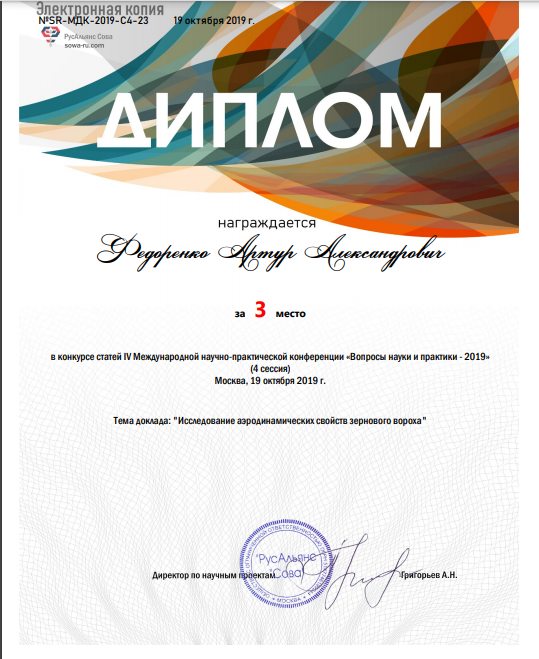 Электронная копия
№SR-МДК-2019-С4-23 19 октября 2019 г.
РусАльянс Сова
sowa-ru.com
ДИПЛОМ
награждается
Федоренко Артур Александрович
за 3 место
в конкурсе статей IV Международной научно-практической конференции «Вопросы науки и практики - 2019»
(4 сессия)
Москва, 19 октября 2019 г.
Тема доклада: "Исследование аэродинамических свойств зернового вороха"
"РусАльянс
"Сова"
МОСКВА
Директор по научным проектам Григорьев А.Н.